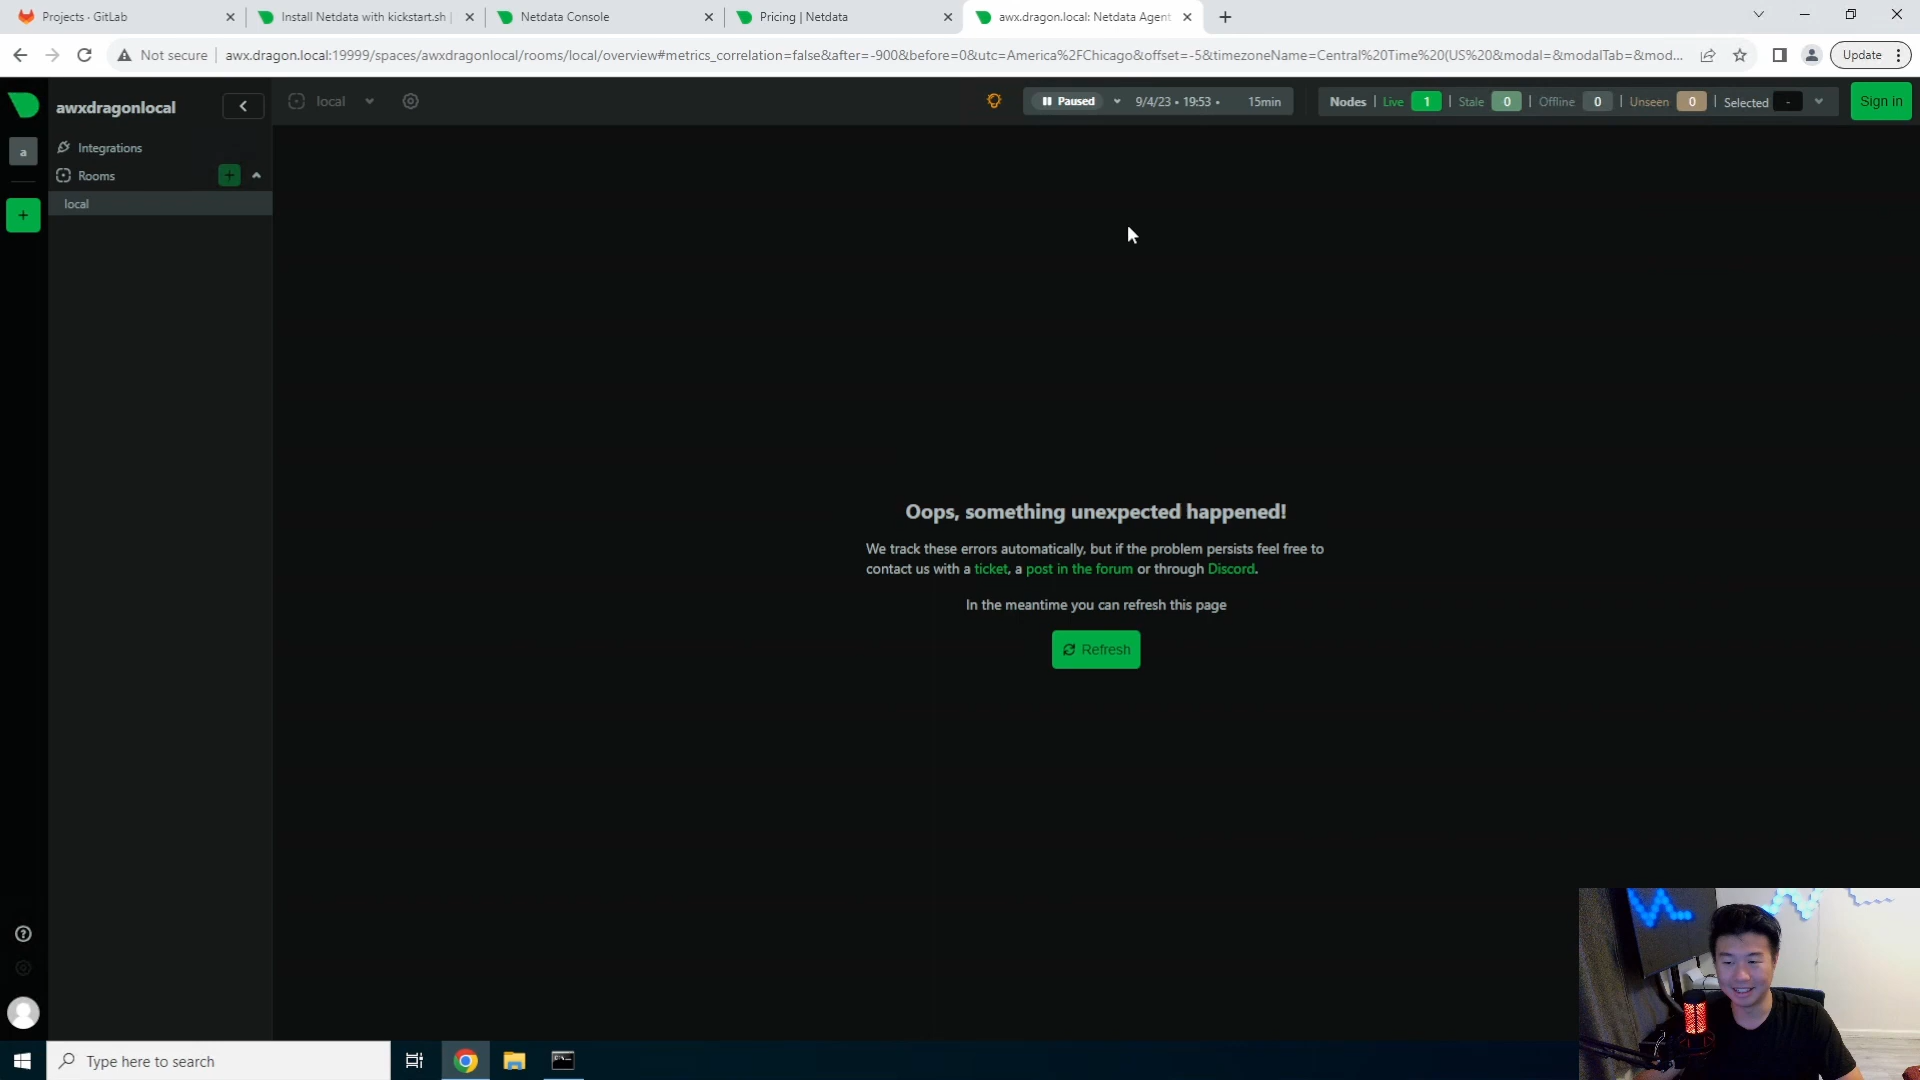 Projects · GitLab
Install Netdata with kickstart.sh |
Netdata Console
Pricing | Netdata
awx.dragon.local: Netdata Agent
Not secure
awx.dragon.local:19999/spaces/awxdragonlocal/rooms/local/overview#metrics_correlation=false&after=-900&before=0&utc=America%2FChicago&offset=-5&timezoneName=Central%20Time%20(US%20&modal=&modalTab=&mod...
Update
awxdragonlocal
local
Paused
9/4/23 • 19:53 •
15min
Nodes | Live 1 | Stale 0 | Offline 0 | Unseen 0 | Selected -
Sign in
a
Integrations
Rooms
+
local
+
Oops, something unexpected happened!
We track these errors automatically, but if the problem persists feel free to
contact us with a ticket, a post in the forum or through Discord.
In the meantime you can refresh this page
Refresh
Type here to search